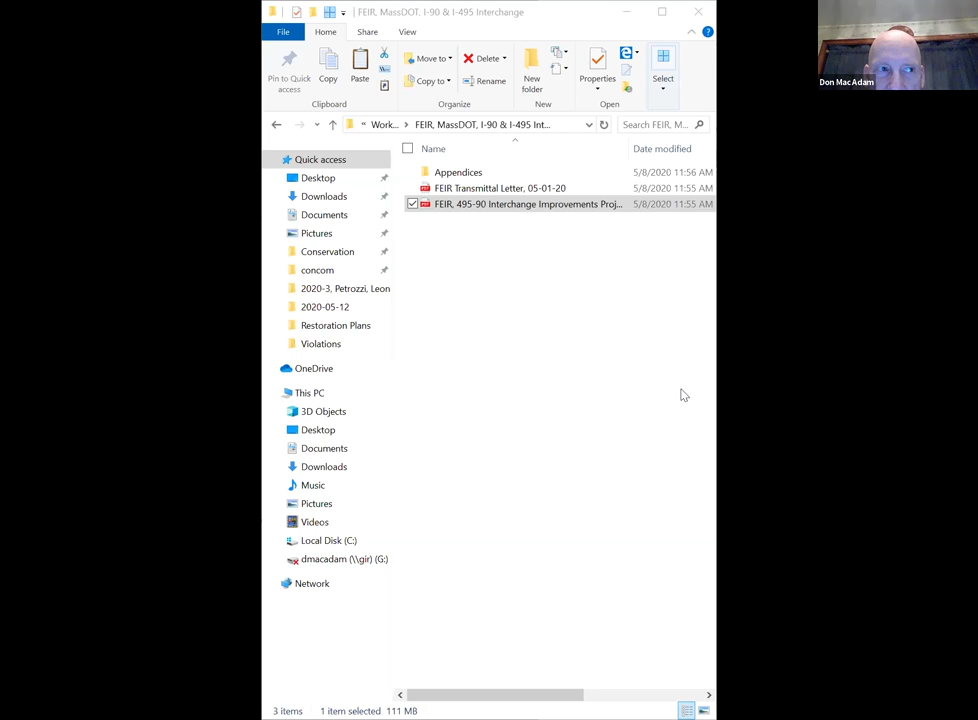 FEIR, MassDOT, I-90 & I-495 Interchange
File Home Share View
Pin to Quick access
Copy
Paste
Move to
Copy to
Delete
Rename
New folder
Properties
Select
Clipboard Organize New Open
« Work... > FEIR, MassDOT, I-90 & I-495 Int...
Search FEIR, M...
Name Date modified
Appendices 5/8/2020 11:56 AM
FEIR Transmittal Letter, 05-01-20 5/8/2020 11:55 AM
FEIR, 495-90 Interchange Improvements Proj... 5/8/2020 11:55 AM
Quick access
Desktop
Downloads
Documents
Pictures
Conservation
concom
2020-3, Petrozzi, Leon
2020-05-12
Restoration Plans
Violations
OneDrive
This PC
3D Objects
Desktop
Documents
Downloads
Music
Pictures
Videos
Local Disk (C:)
dmacadam (\\gir) (G:)
Network
3 items 1 item selected 111 MB
Don Mac Adam